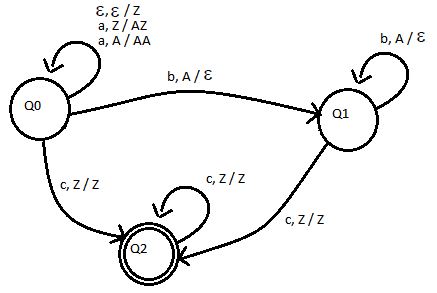 ε, ε / Z
a, Z / AZ
a, A / AA
b, A / ε
b, A / ε
Q0
Q1
c, Z / Z
c, Z / Z
c, Z / Z
Q2